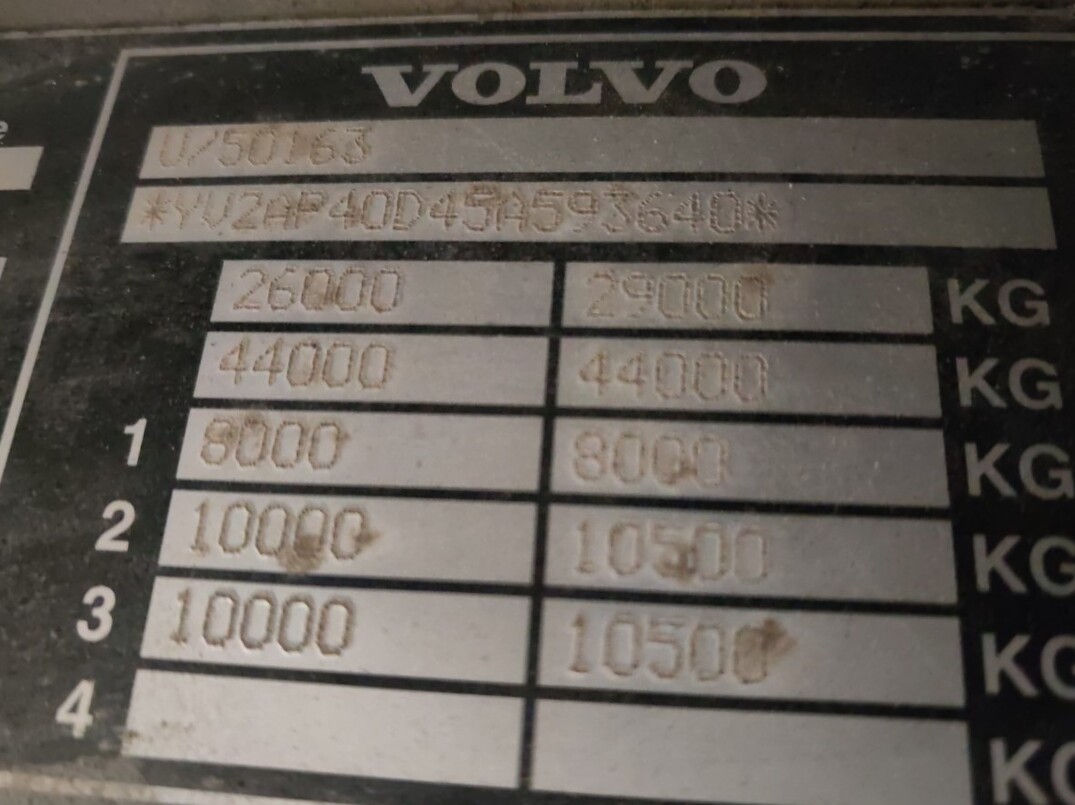 VOLVO
U/50163
*YV2AP40D45A593640*
26000 29000 KG
44000 44000 KG
1 8000 8000 KG
2 10000 10500 KG
3 10000 10500 KG
4 KG